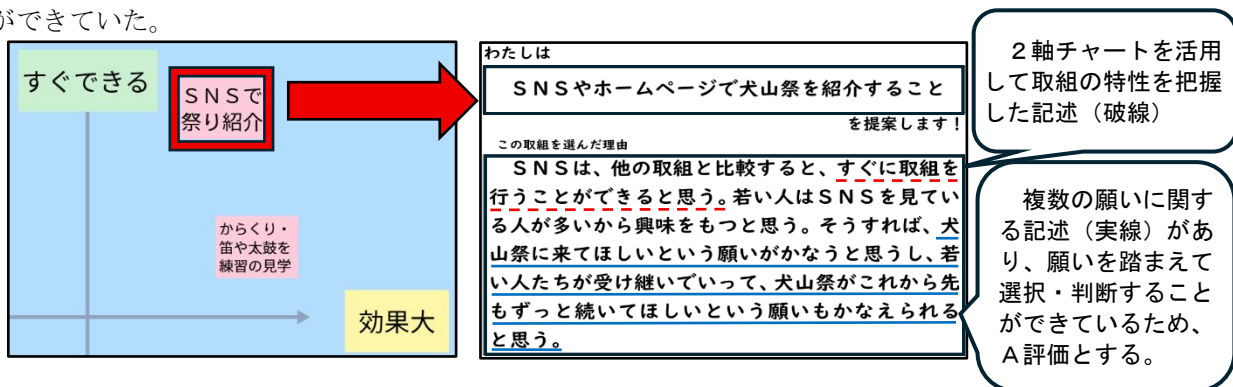 ができていた。
すぐできる
SNSで
祭り紹介
からくり・
笛や太鼓を
練習の見学
効果大
わたしは
SNSやホームページで犬山祭を紹介すること
を提案します!
この取組を選んだ理由
SNSは、他の取組と比較すると、すぐに取組を
行うことができると思う。若い人はSNSを見てい
る人が多いから興味をもつと思う。そうすれば、犬
山祭に来てほしいという願いがかなうと思うし、若
い人たちが受け継いでいって、犬山祭がこれから先
もずっと続いてほしいという願いもかなえられる
と思う。
2軸チャートを活用
して取組の特性を把握
した記述(破線)
複数の願いに関す
る記述(実線)があ
り、願いを踏まえて
選択・判断すること
ができているため、
A評価とする。